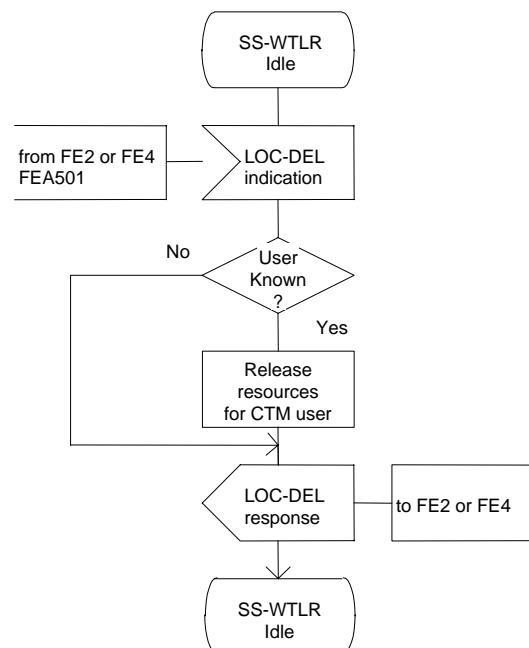 SS-WTLR
Idle
from FE2 or FE4
FEA501
LOC-DEL
indication
No
User
Known
?
Yes
Release
resources
for CTM user
LOC-DEL
response
to FE2 or FE4
SS-WTLR
Idle